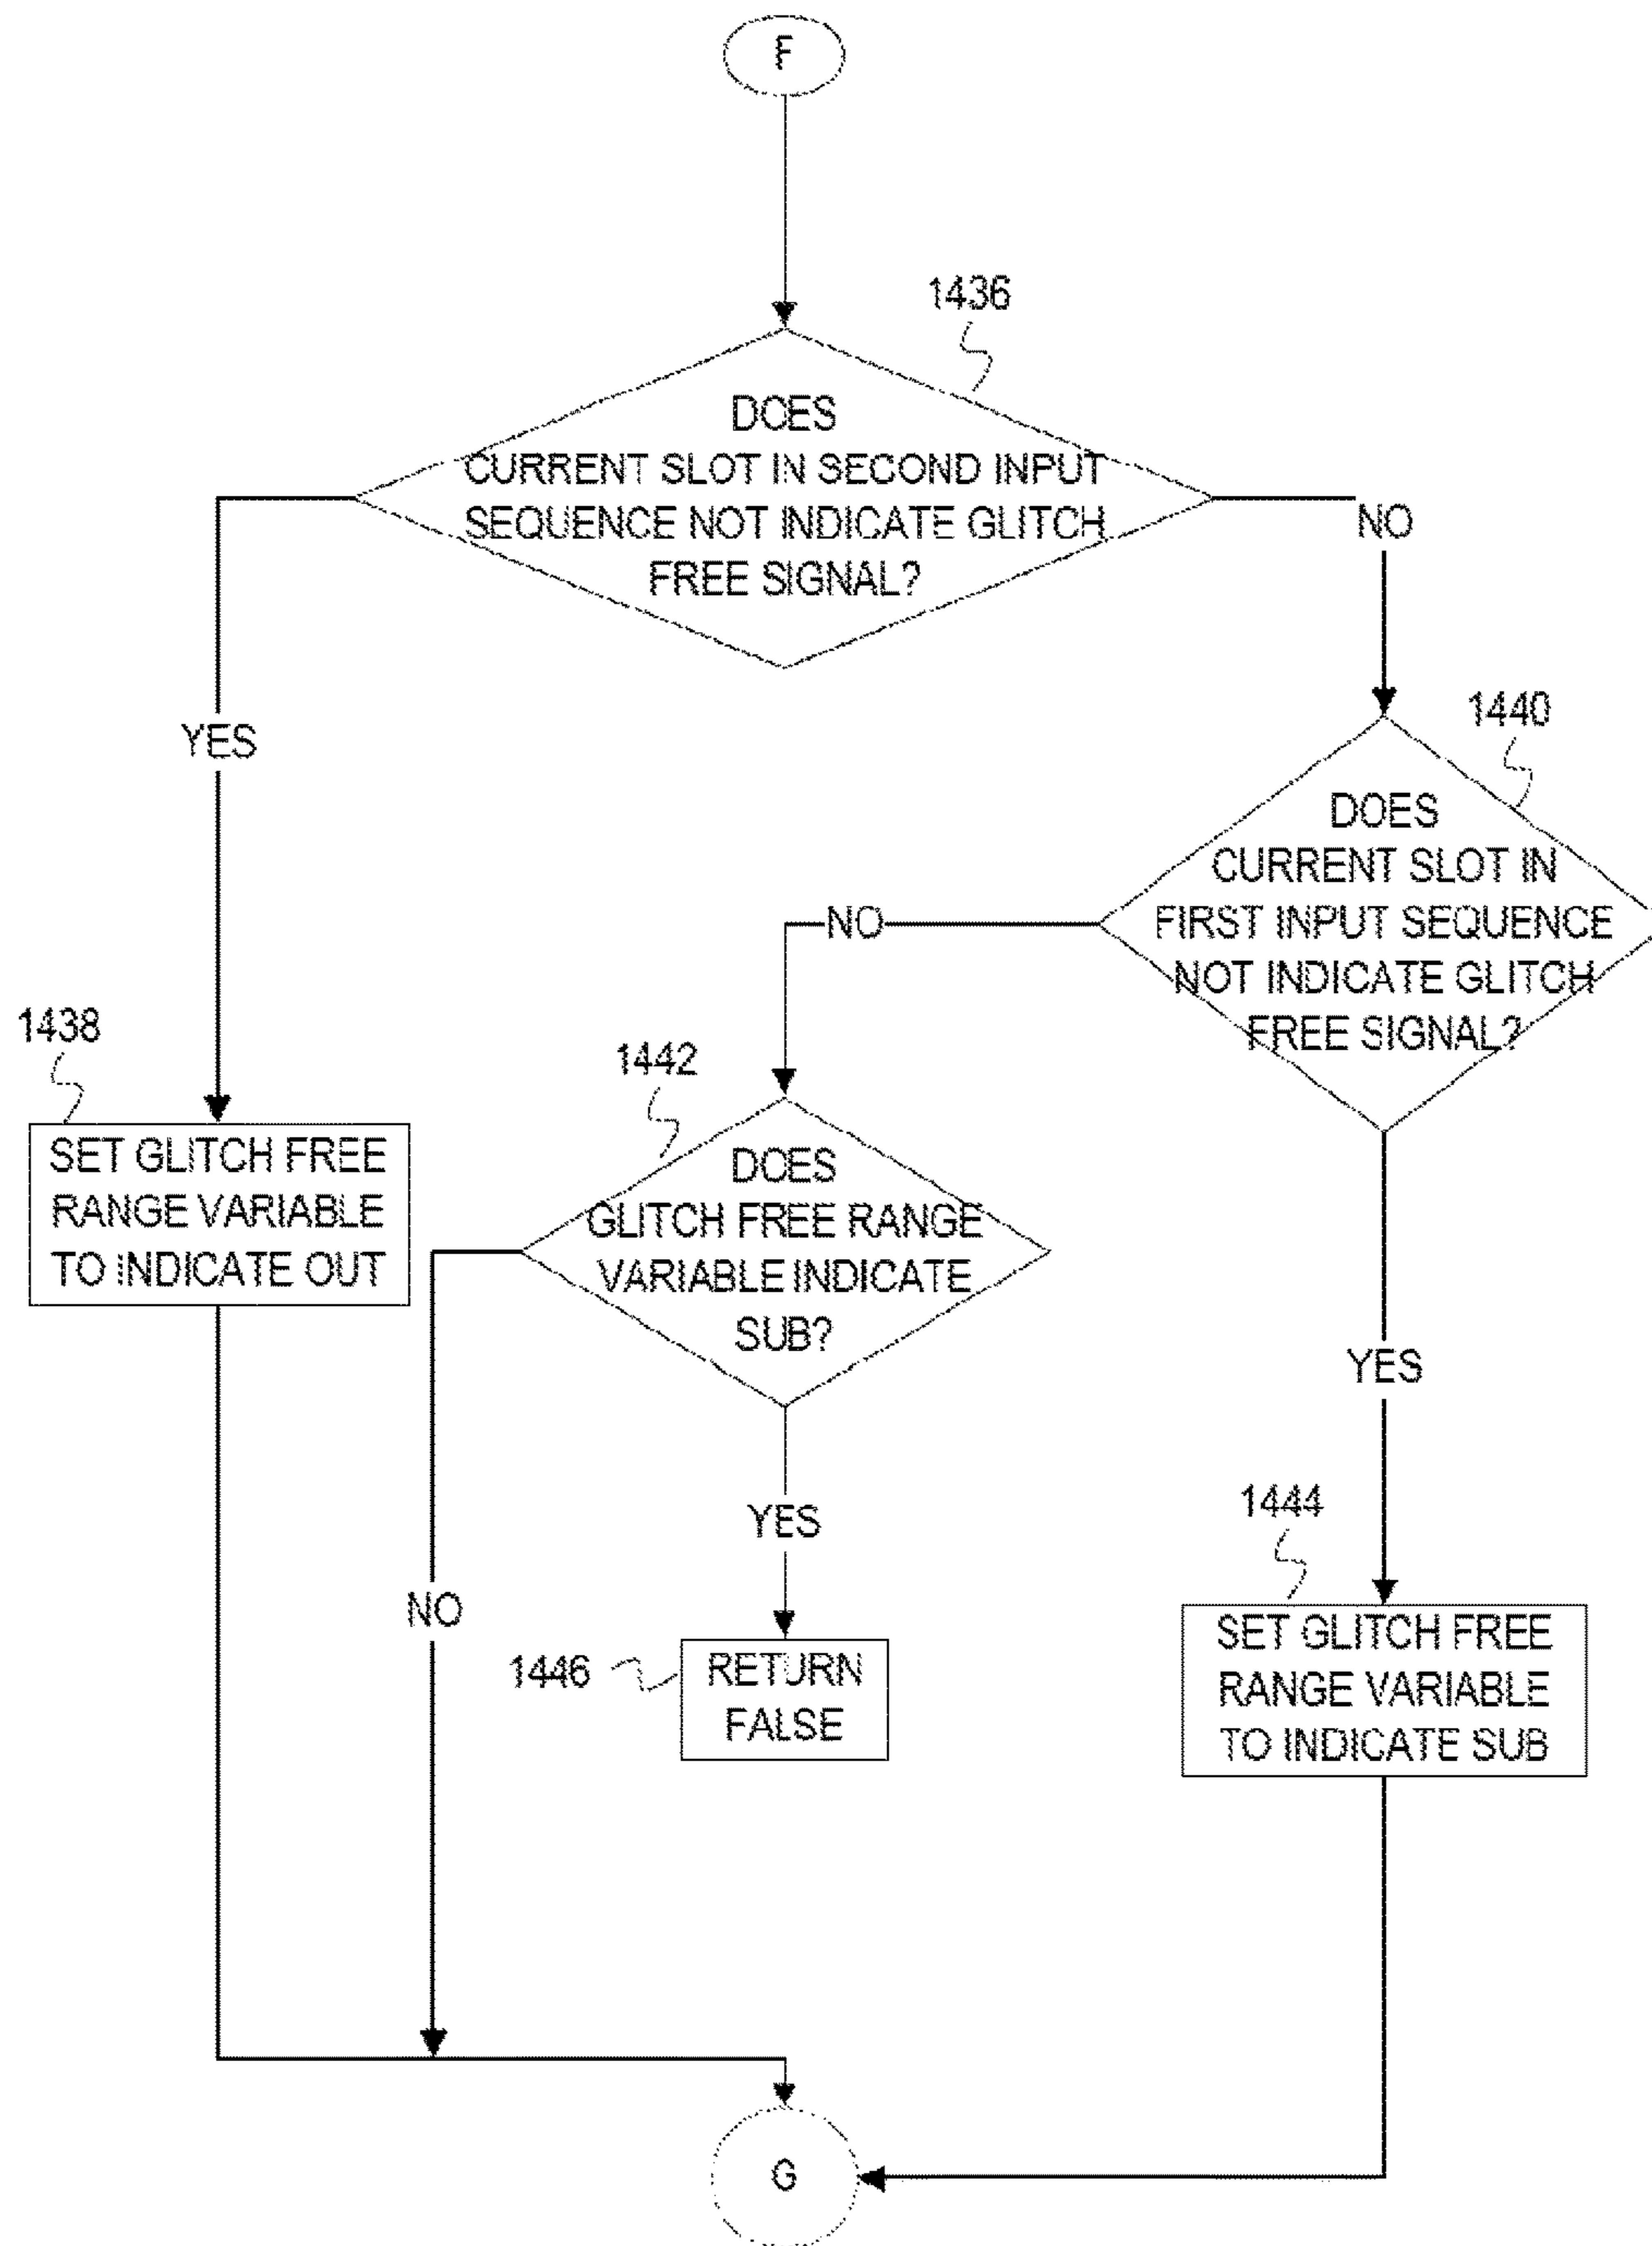 F
1436
DOES
CURRENT SLOT IN SECOND INPUT
SEQUENCE NOT INDICATE GLITCH
FREE SIGNAL?
NO
YES
1440
DOES
CURRENT SLOT IN
FIRST INPUT SEQUENCE
NOT INDICATE GLITCH
FREE SIGNAL?
NO
1438
SET GLITCH FREE
RANGE VARIABLE
TO INDICATE OUT
1442
DOES
GLITCH FREE RANGE
VARIABLE INDICATE
SUB?
YES
YES
NO
1444
SET GLITCH FREE
RANGE VARIABLE
TO INDICATE SUB
1446
RETURN
FALSE
G